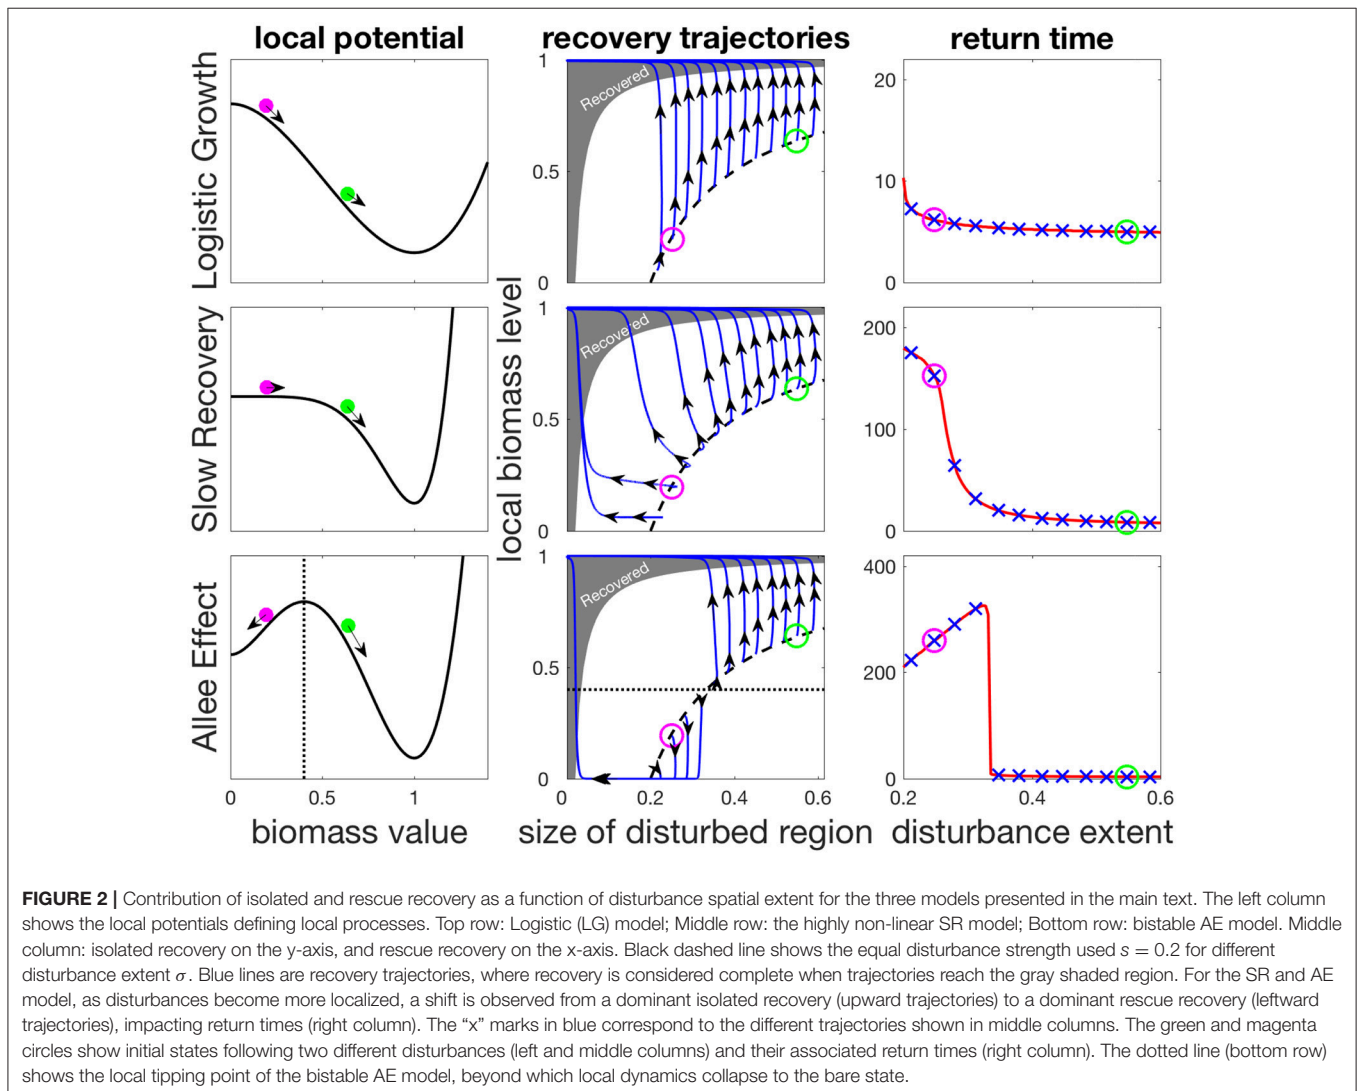 local potential
recovery trajectories
return time
Logistic Growth
1
0.5
0
Recovered
20
10
0
Slow Recovery
local biomass level
1
0.5
0
Recovered
200
100
0
Allee Effect
1
0.5
0
Recovered
400
200
0
0 0.5 1
0 0.2 0.4 0.6
0.2 0.4 0.6
biomass value
size of disturbed region
disturbance extent
FIGURE 2 | Contribution of isolated and rescue recovery as a function of disturbance spatial extent for the three models presented in the main text. The left column
shows the local potentials defining local processes. Top row: Logistic (LG) model; Middle row: the highly non-linear SR model; Bottom row: bistable AE model. Middle
column: isolated recovery on the y-axis, and rescue recovery on the x-axis. Black dashed line shows the equal disturbance strength used s = 0.2 for different
disturbance extent σ. Blue lines are recovery trajectories, where recovery is considered complete when trajectories reach the gray shaded region. For the SR and AE
model, as disturbances become more localized, a shift is observed from a dominant isolated recovery (upward trajectories) to a dominant rescue recovery (leftward
trajectories), impacting return times (right column). The “x” marks in blue correspond to the different trajectories shown in middle columns. The green and magenta
circles show initial states following two different disturbances (left and middle columns) and their associated return times (right column). The dotted line (bottom row)
shows the local tipping point of the bistable AE model, beyond which local dynamics collapse to the bare state.